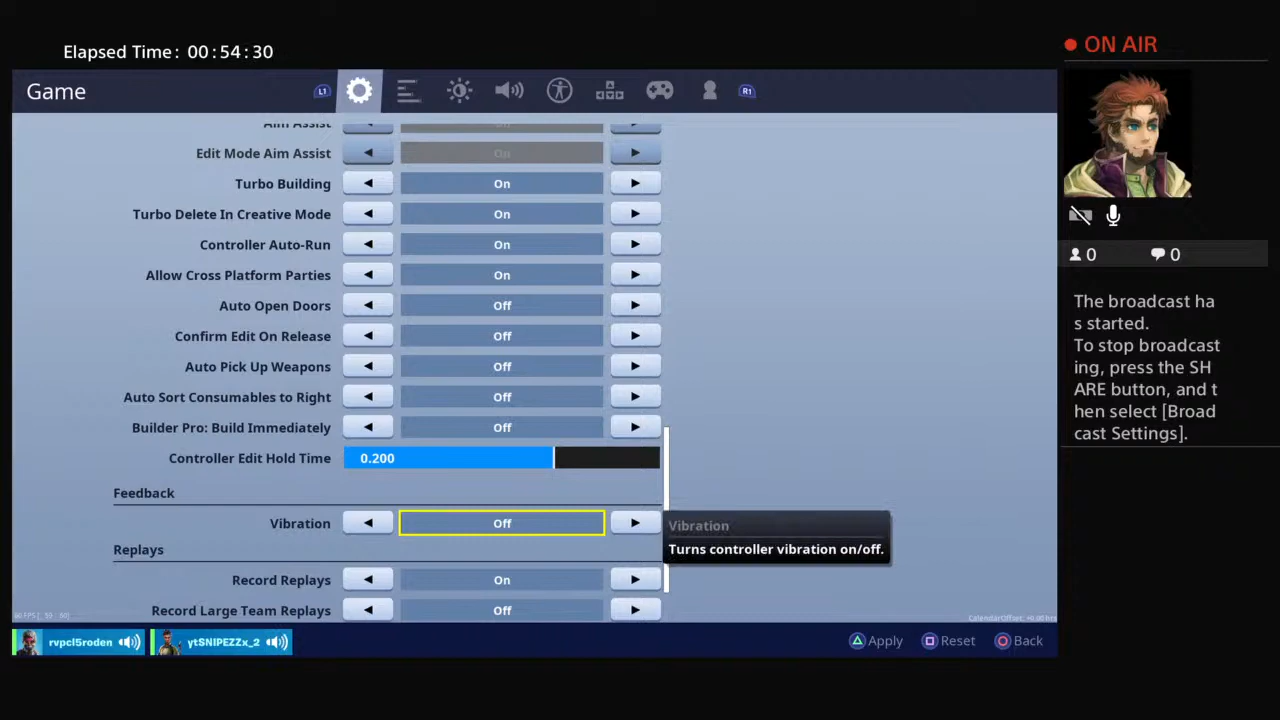 Elapsed Time: 00:54:30
ON AIR
Game
L1
R1
Aim Assist
On
Edit Mode Aim Assist
On
Turbo Building
On
Turbo Delete In Creative Mode
On
Controller Auto-Run
On
Allow Cross Platform Parties
On
Auto Open Doors
Off
Confirm Edit On Release
Off
Auto Pick Up Weapons
Off
Auto Sort Consumables to Right
Off
Builder Pro: Build Immediately
Off
Controller Edit Hold Time
0.200
Feedback
Vibration
Off
Vibration
Turns controller vibration on/off.
Replays
Record Replays
On
Record Large Team Replays
Off
rvpcl5roden
ytSNIPEZZx_2
Apply
Reset
Back
0
0
The broadcast ha
s started.
To stop broadcast
ing, press the SH
ARE button, and t
hen select [Broad
cast Settings].